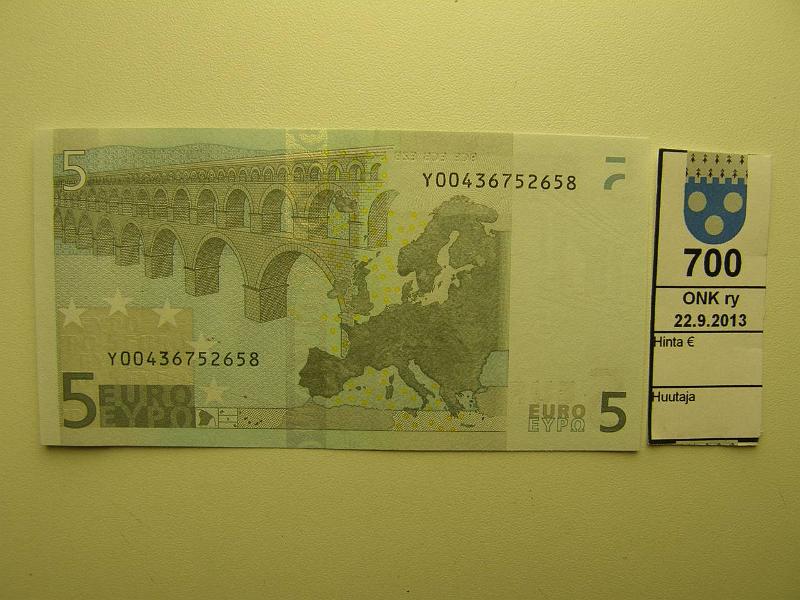 5
Y00436752658
Y00436752658
5 EURO
ΕΥΡΩ
EURO
ΕΥΡΩ 5
700
ONK ry
22.9.2013
Hinta €
Huutaja